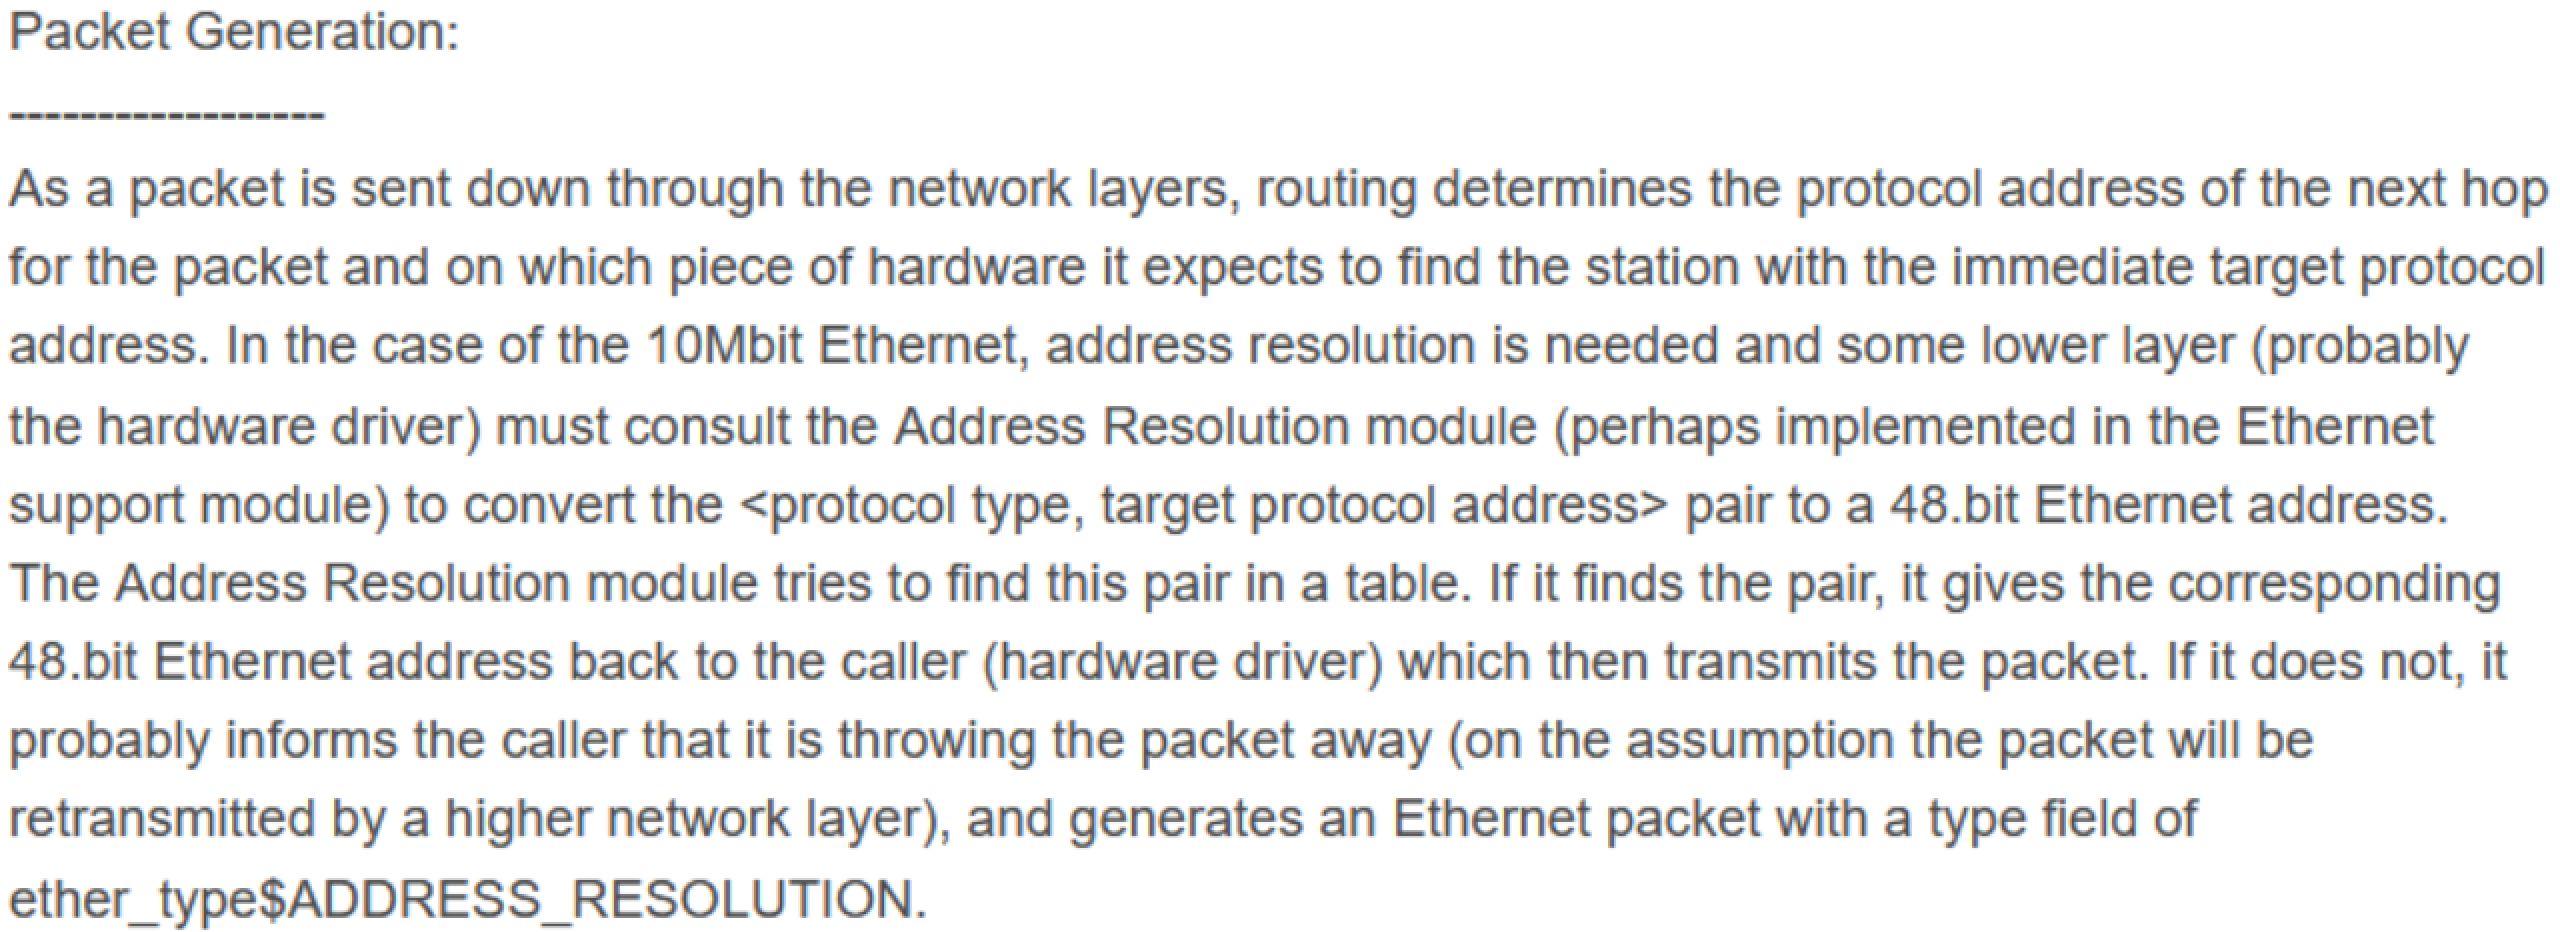 Packet Generation:
------------------
As a packet is sent down through the network layers, routing determines the protocol address of the next hop
for the packet and on which piece of hardware it expects to find the station with the immediate target protocol
address. In the case of the 10Mbit Ethernet, address resolution is needed and some lower layer (probably
the hardware driver) must consult the Address Resolution module (perhaps implemented in the Ethernet
support module) to convert the <protocol type, target protocol address> pair to a 48.bit Ethernet address.
The Address Resolution module tries to find this pair in a table. If it finds the pair, it gives the corresponding
48.bit Ethernet address back to the caller (hardware driver) which then transmits the packet. If it does not, it
probably informs the caller that it is throwing the packet away (on the assumption the packet will be
retransmitted by a higher network layer), and generates an Ethernet packet with a type field of
ether_type$ADDRESS_RESOLUTION.